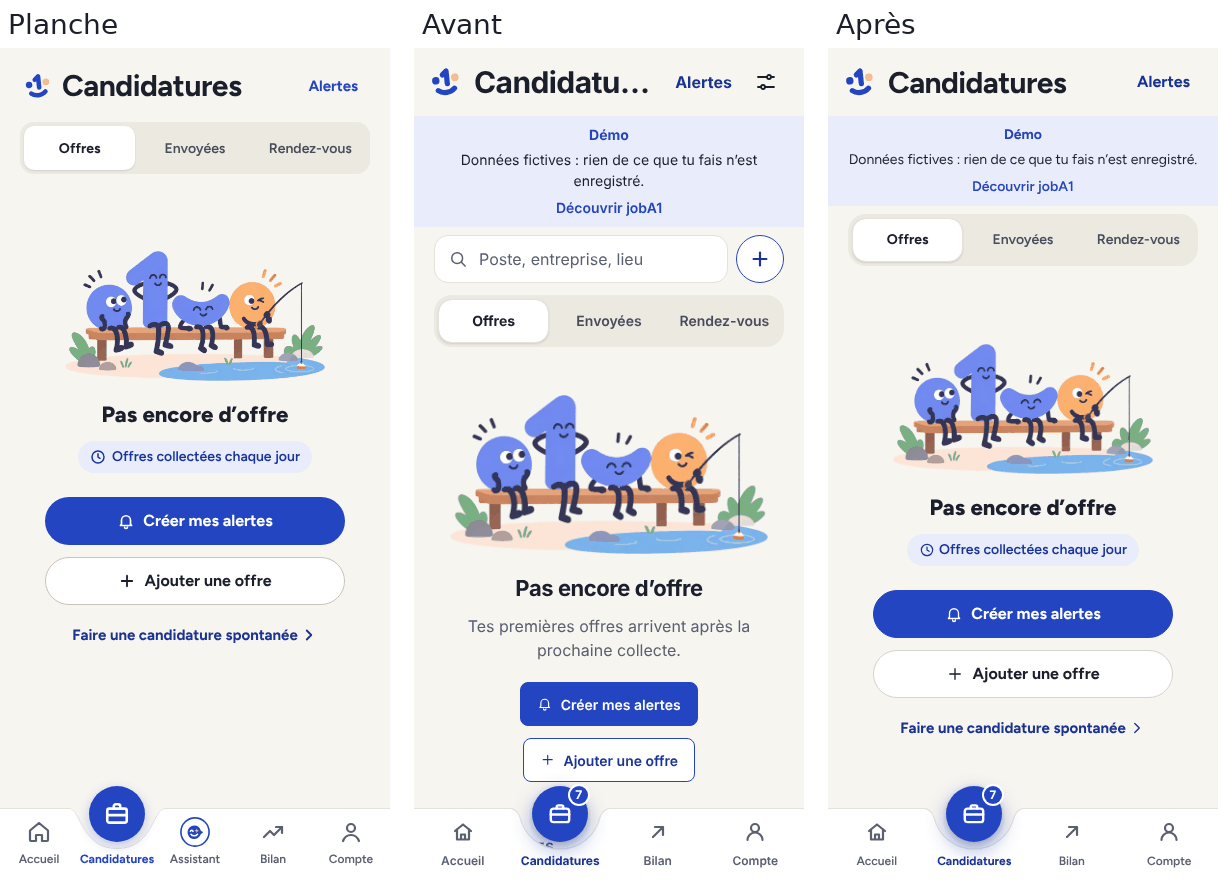 Planche
Candidatures
Alertes
Offres
Envoyées
Rendez-vous
Pas encore d’offre
Offres collectées chaque jour
Créer mes alertes
Ajouter une offre
Faire une candidature spontanée
Accueil
Candidatures
Assistant
Bilan
Compte
Avant
Candidatu...
Alertes
Démo
Données fictives : rien de ce que tu fais n’est
enregistré.
Découvrir jobA1
Poste, entreprise, lieu
Offres
Envoyées
Rendez-vous
Pas encore d’offre
Tes premières offres arrivent après la
prochaine collecte.
Créer mes alertes
Ajouter une offre
7
Accueil
Candidatures
Bilan
Compte
Après
Candidatures
Alertes
Démo
Données fictives : rien de ce que tu fais n’est enregistré.
Découvrir jobA1
Offres
Envoyées
Rendez-vous
Pas encore d’offre
Offres collectées chaque jour
Créer mes alertes
Ajouter une offre
Faire une candidature spontanée
7
Accueil
Candidatures
Bilan
Compte